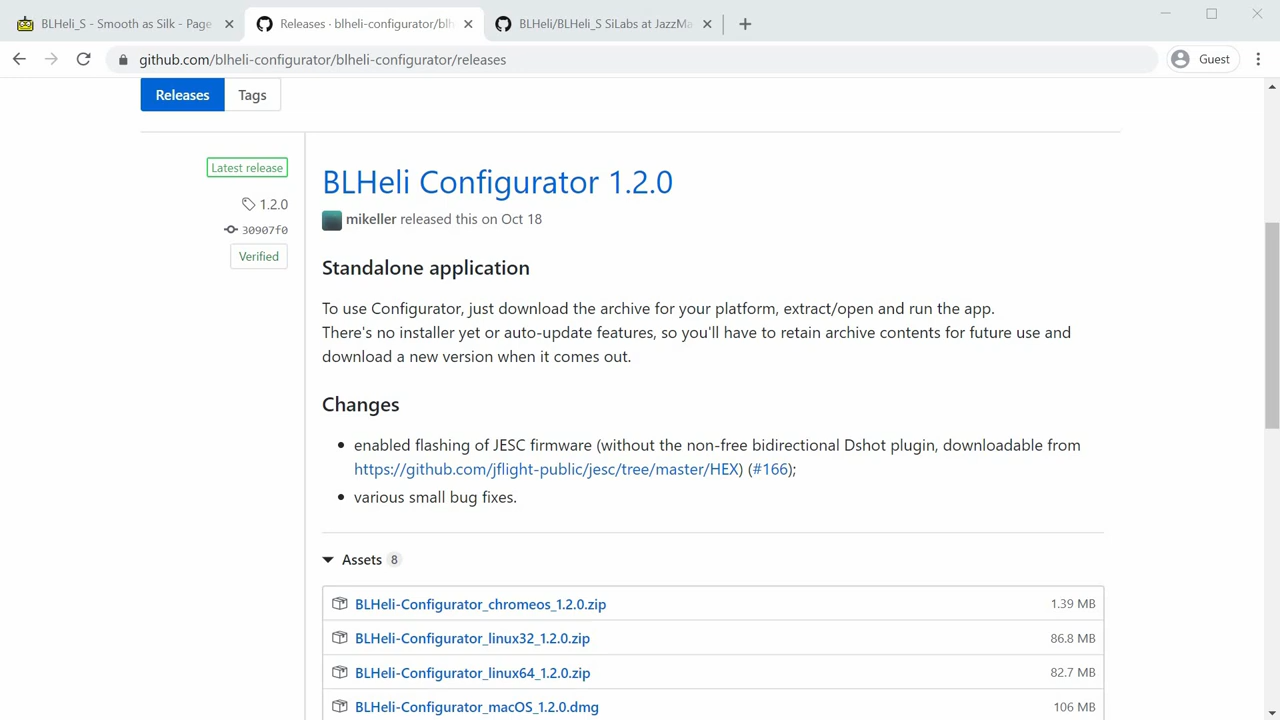 BLHeli_S - Smooth as Silk - Page
Releases · blheli-configurator/blh
BLHeli/BLHeli_S SiLabs at JazzMa
github.com/blheli-configurator/blheli-configurator/releases
Guest
Releases
Tags
Latest release
1.2.0
30907f0
Verified
BLHeli Configurator 1.2.0
mikeller released this on Oct 18
Standalone application
To use Configurator, just download the archive for your platform, extract/open and run the app.
There's no installer yet or auto-update features, so you'll have to retain archive contents for future use and
download a new version when it comes out.
Changes
• enabled flashing of JESC firmware (without the non-free bidirectional Dshot plugin, downloadable from
https://github.com/jflight-public/jesc/tree/master/HEX) (#166);
• various small bug fixes.
Assets 8
BLHeli-Configurator_chromeos_1.2.0.zip 1.39 MB
BLHeli-Configurator_linux32_1.2.0.zip 86.8 MB
BLHeli-Configurator_linux64_1.2.0.zip 82.7 MB
BLHeli-Configurator_macOS_1.2.0.dmg 106 MB